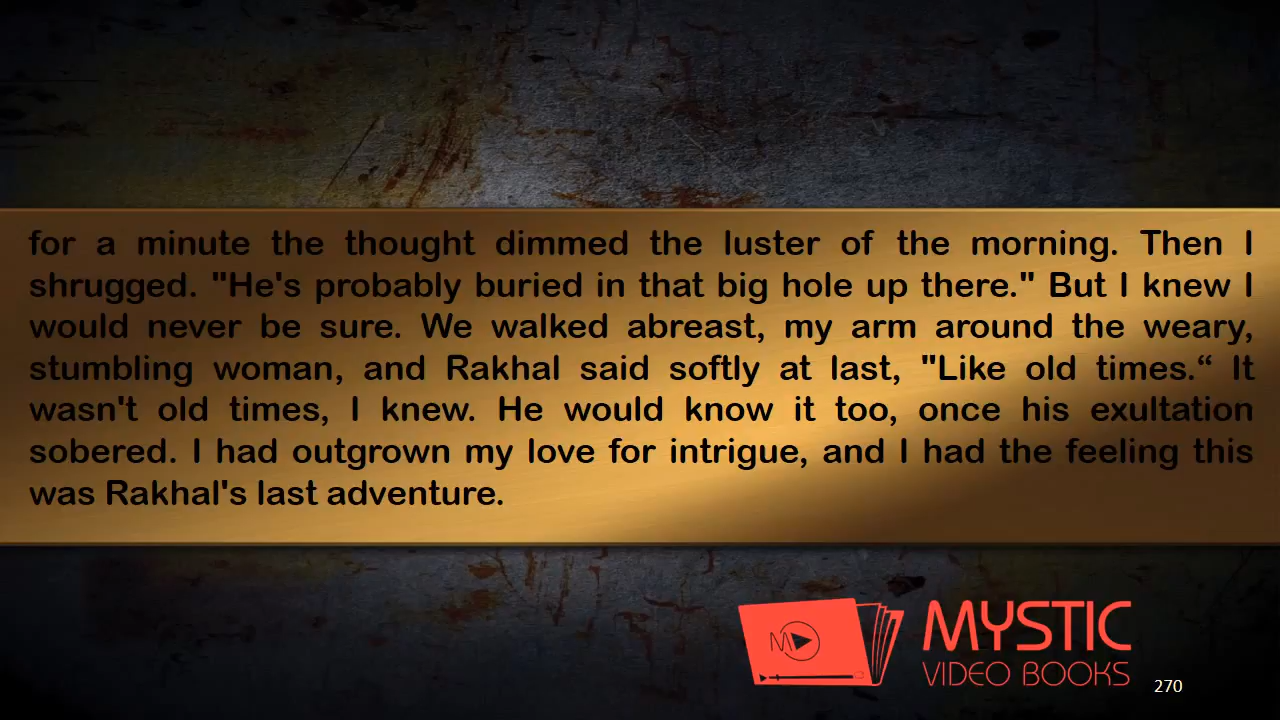 for a minute the thought dimmed the luster of the morning. Then I
shrugged. "He's probably buried in that big hole up there." But I knew I
would never be sure. We walked abreast, my arm around the weary,
stumbling woman, and Rakhal said softly at last, "Like old times.“ It
wasn't old times, I knew. He would know it too, once his exultation
sobered. I had outgrown my love for intrigue, and I had the feeling this
was Rakhal's last adventure.
MYSTIC
VIDEO BOOKS
270